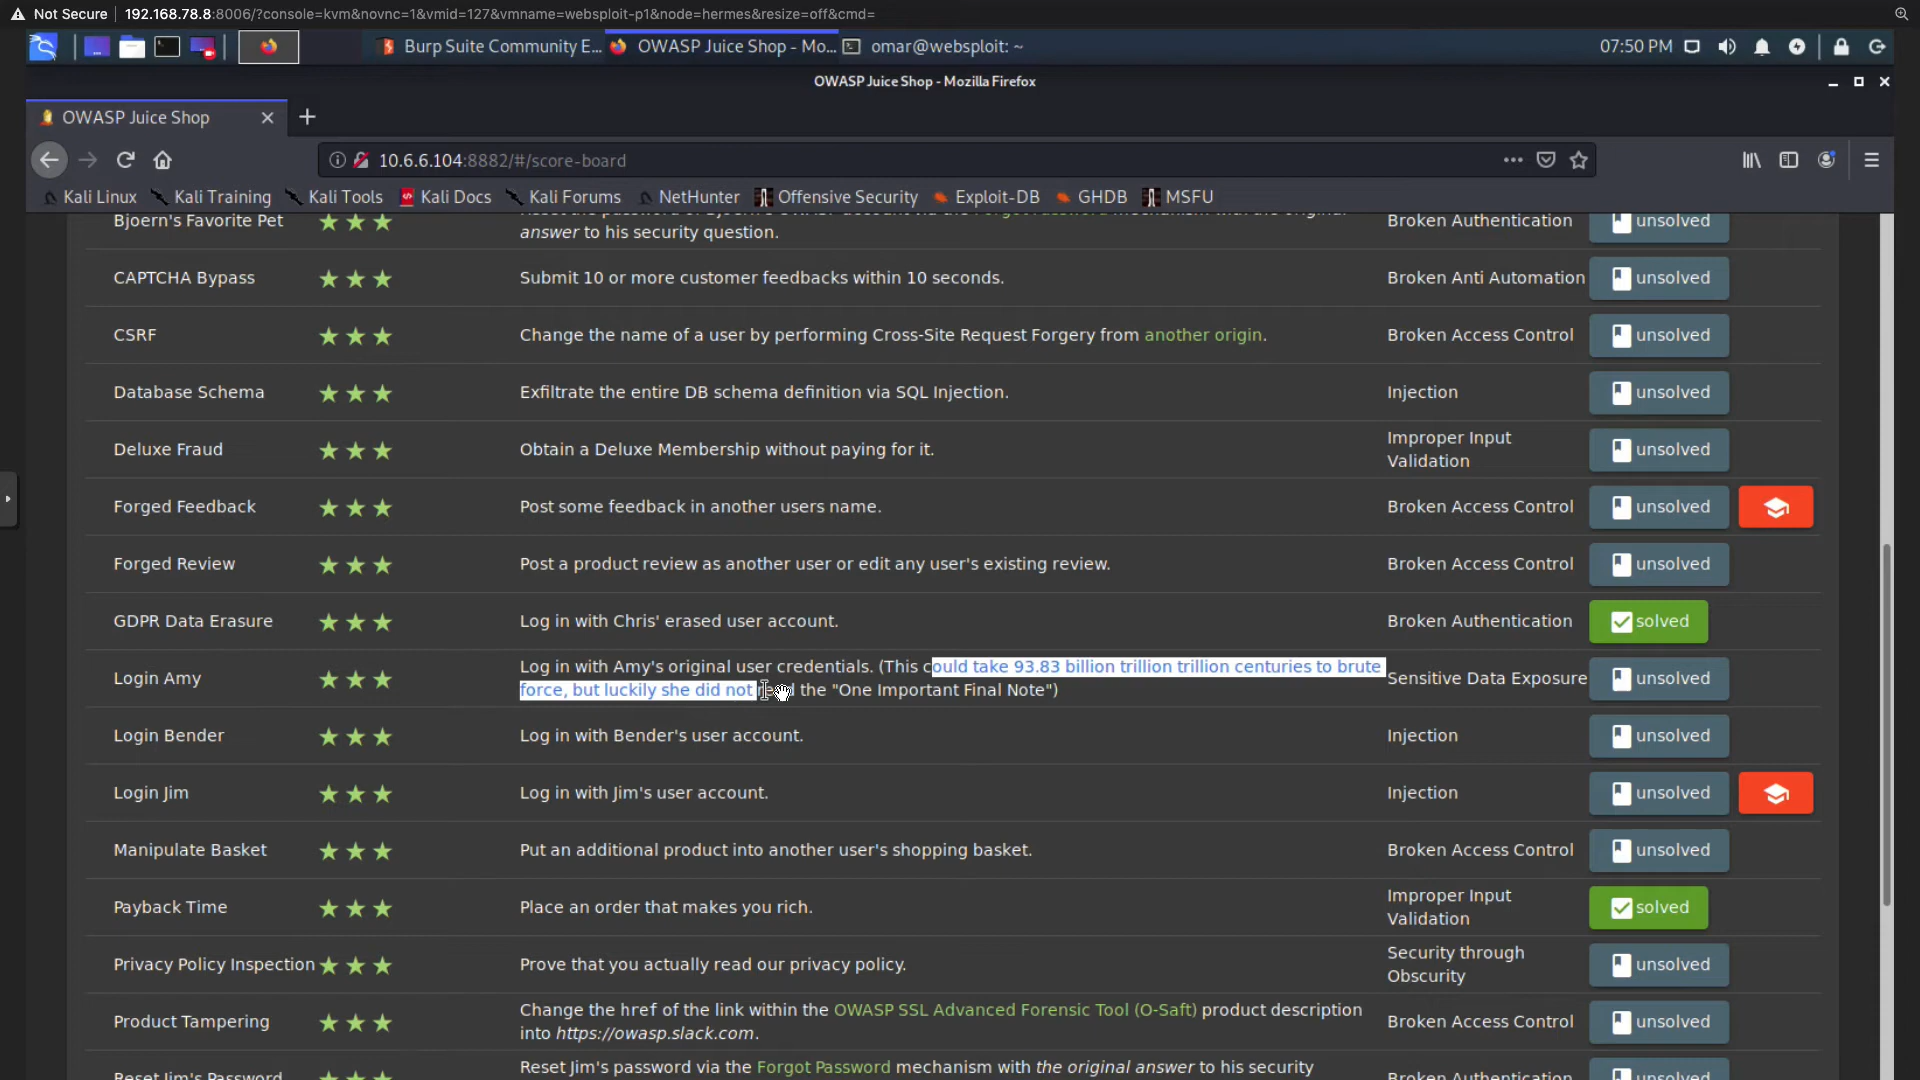 Not Secure 192.168.78.8:8006/?console=kvm&novnc=1&vmid=127&vmname=websploit-p1&node=hermes&resize=off&cmd=
Burp Suite Community E... OWASP Juice Shop - Mo... omar@websploit: ~ 07:50 PM
OWASP Juice Shop - Mozilla Firefox
OWASP Juice Shop
10.6.6.104:8882/#/score-board
Kali Linux Kali Training Kali Tools Kali Docs Kali Forums NetHunter Offensive Security Exploit-DB GHDB MSFU
Bjoern's Favorite Pet
answer to his security question.
Broken Authentication unsolved
CAPTCHA Bypass Submit 10 or more customer feedbacks within 10 seconds. Broken Anti Automation unsolved
CSRF Change the name of a user by performing Cross-Site Request Forgery from another origin. Broken Access Control unsolved
Database Schema Exfiltrate the entire DB schema definition via SQL Injection. Injection unsolved
Deluxe Fraud Obtain a Deluxe Membership without paying for it. Improper Input
Validation unsolved
Forged Feedback Post some feedback in another users name. Broken Access Control unsolved
Forged Review Post a product review as another user or edit any user's existing review. Broken Access Control unsolved
GDPR Data Erasure Log in with Chris' erased user account. Broken Authentication solved
Login Amy Log in with Amy's original user credentials. (This could take 93.83 billion trillion trillion centuries to brute
force, but luckily she did not read the "One Important Final Note") Sensitive Data Exposure unsolved
Login Bender Log in with Bender's user account. Injection unsolved
Login Jim Log in with Jim's user account. Injection unsolved
Manipulate Basket Put an additional product into another user's shopping basket. Broken Access Control unsolved
Payback Time Place an order that makes you rich. Improper Input
Validation solved
Privacy Policy Inspection Prove that you actually read our privacy policy. Security through
Obscurity unsolved
Product Tampering Change the href of the link within the OWASP SSL Advanced Forensic Tool (O-Saft) product description
into https://owasp.slack.com. Broken Access Control unsolved
Reset Jim's Password Reset Jim's password via the Forgot Password mechanism with the original answer to his security
Broken Authentication unsolved